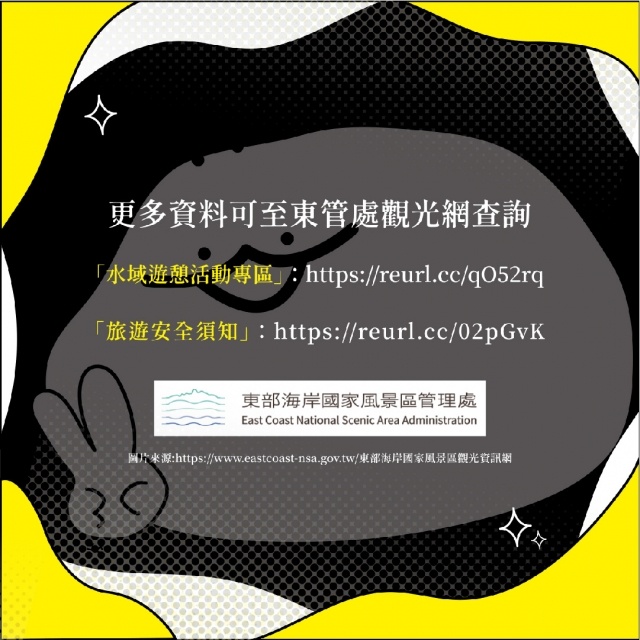 更多資料可至東管處觀光網查詢
「水域遊憩活動專區」：https://reurl.cc/qO52rq
「旅遊安全須知」：https://reurl.cc/02pGvK
東部海岸國家風景區管理處
East Coast National Scenic Area Administration
圖片來源:https://www.eastcoast-nsa.gov.tw/東部海岸國家風景區觀光資訊網